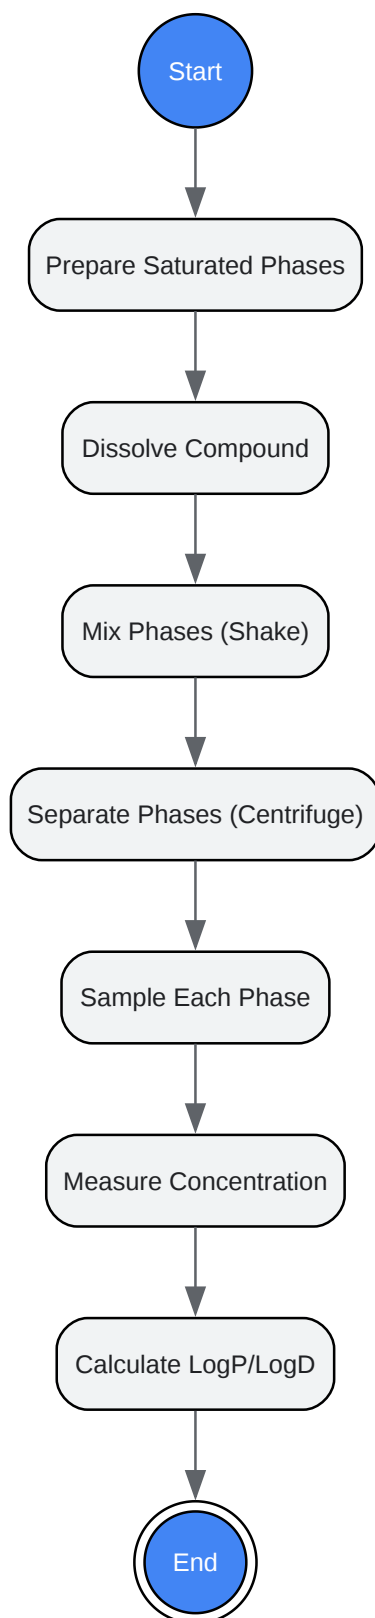 Start
Prepare Saturated Phases
Dissolve Compound
Mix Phases (Shake)
Separate Phases (Centrifuge)
Sample Each Phase
Measure Concentration
Calculate LogP/LogD
End